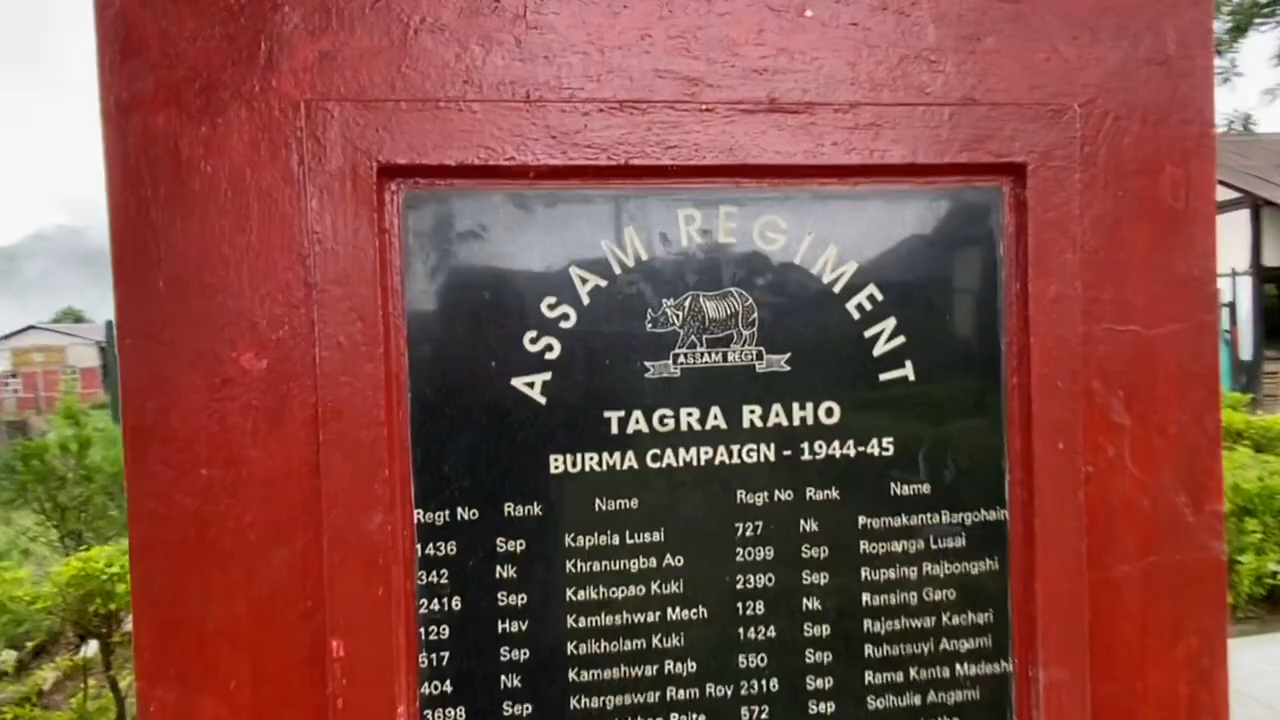 ASSAM REGIMENT
ASSAM REGT
TAGRA RAHO
BURMA CAMPAIGN - 1944-45
Regt No Rank Name Regt No Rank Name
1436 Sep Kapleia Lusai 727 Nk Premakanta Bargohain
342 Nk Khranungba Ao 2099 Sep Ropianga Lusai
2416 Sep Kalkhopao Kuki 2390 Sep Rupsing Rajbongshi
129 Hav Kamleshwar Mech 128 Nk Ransing Garo
517 Sep Kalkholam Kuki 1424 Sep Rajeshwar Kachari
404 Nk Kameshwar Rajb 550 Sep Ruhatsuyi Angami
3698 Sep Khargeswar Ram Roy 2316 Sep Rama Kanta Madeshi
572 Sep Solhulie Angami